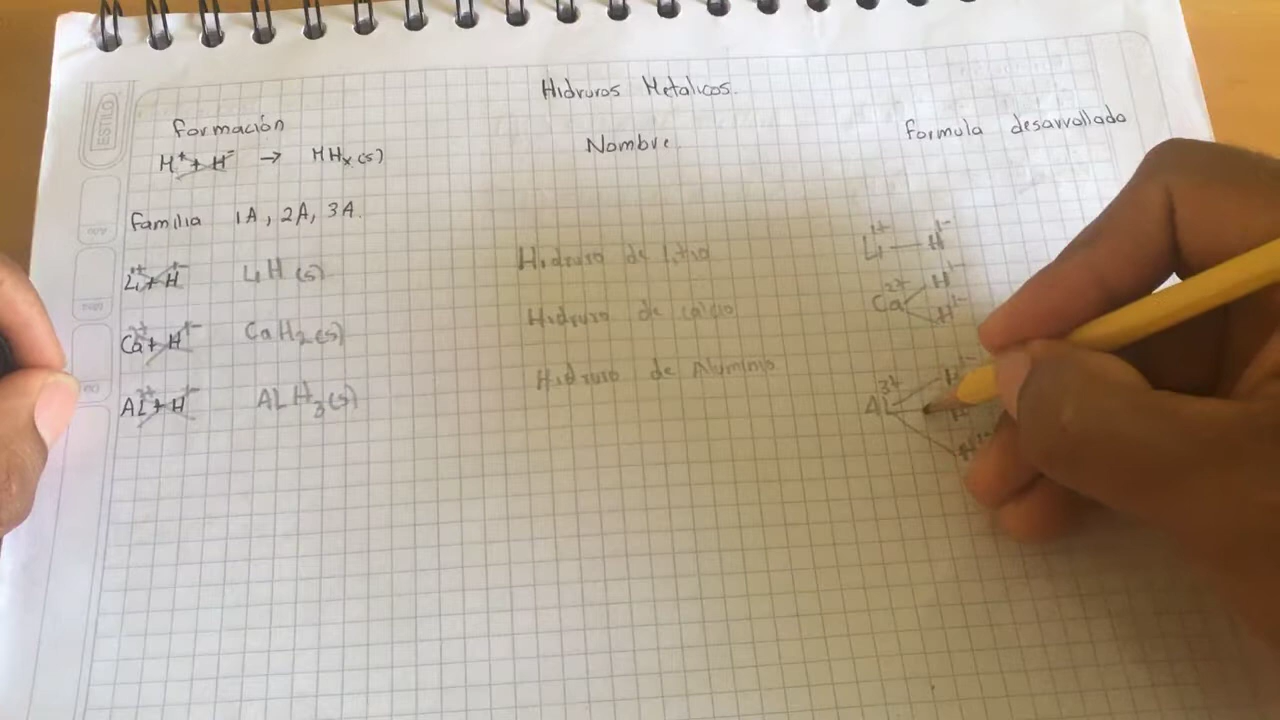 Hidruros Metalicos.
formación
Nombre
formula desarrollada
M⁺ + H⁻ → MHₓ(s)
familia 1A, 2A, 3A.
Li¹⁺ + H¹⁻ LiH(s) Hidruro de litio Li¹⁺ — H¹⁻
Ca²⁺ + H¹⁻ CaH₂(s) Hidruro de calcio Ca²⁺ H¹⁻ H¹⁻
AL³⁺ + H¹⁻ ALH₃(s) Hidruro de Aluminio AL³⁺ H¹⁻ H H¹⁻
ESTILO